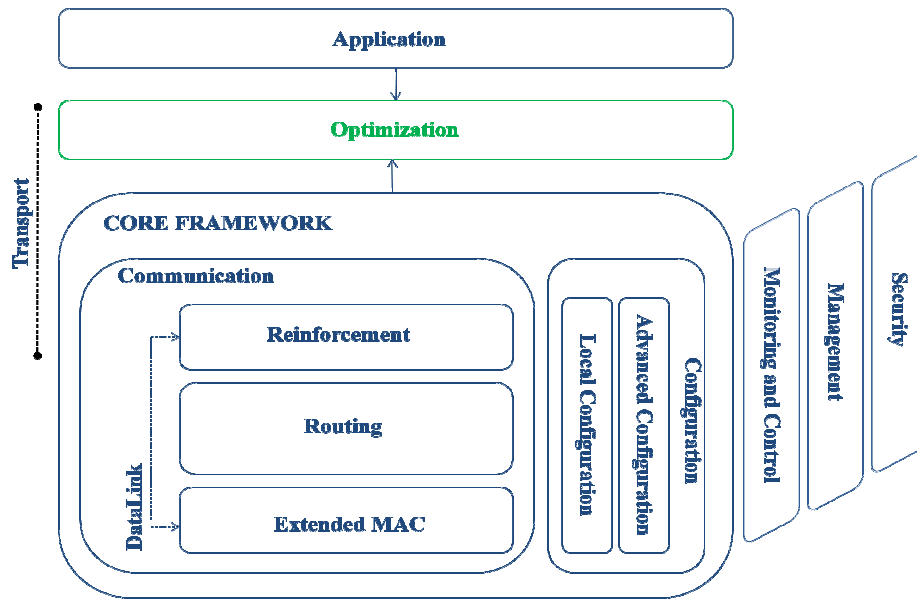 Application
Optimization
Transport
CORE FRAMEWORK
Communication
Reinforcement
Routing
Extended MAC
DataLink
Local Configuration
Advanced Configuration
Configuration
Monitoring and Control
Management
Security